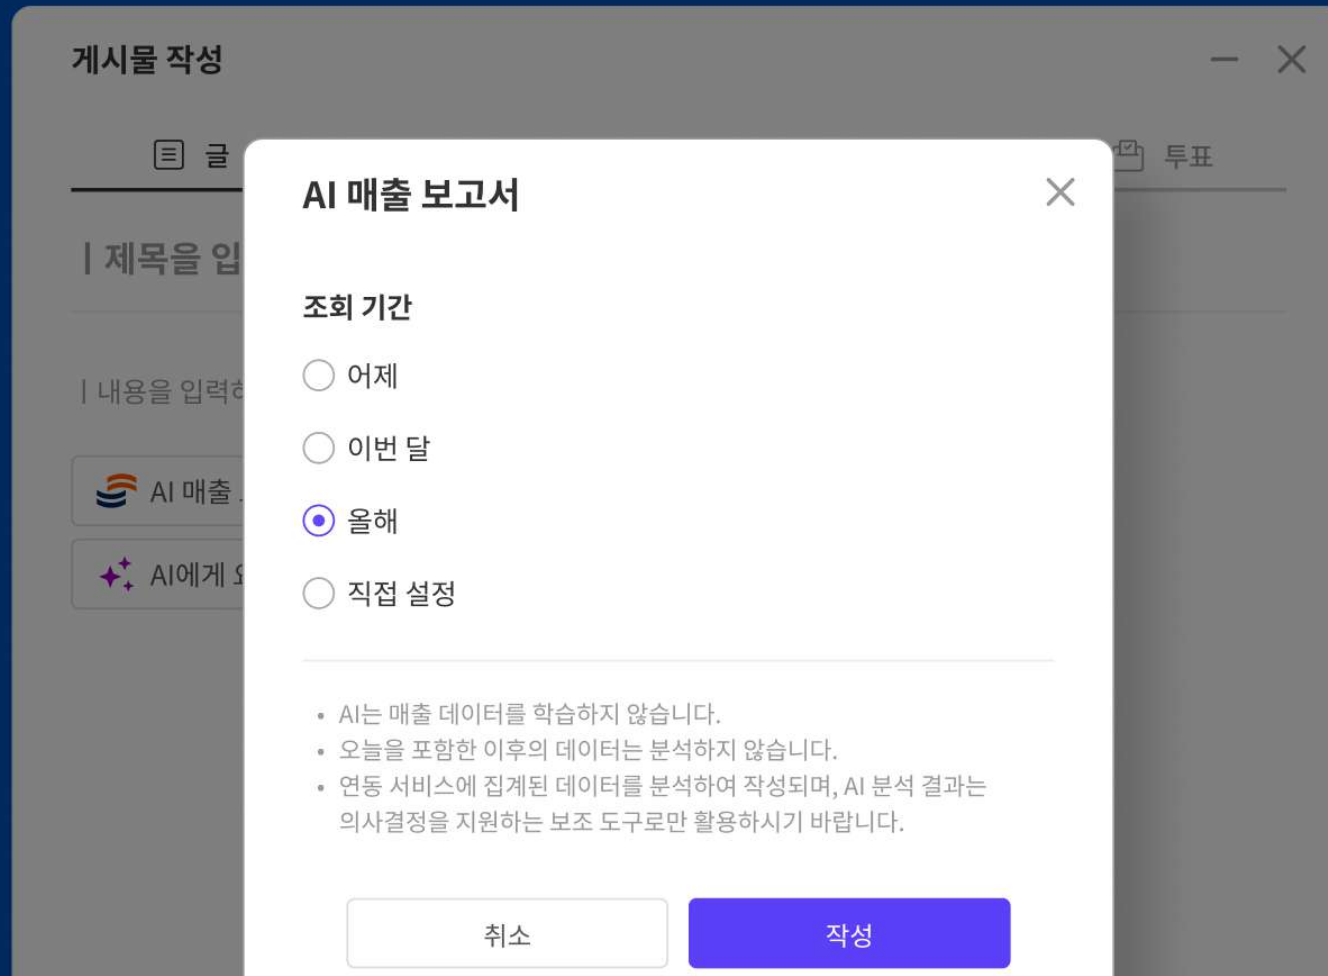 게시물 작성
글
투표
제목을 입
내용을 입력
AI 매출
AI에게
AI 매출 보고서
조회 기간
어제
이번 달
올해
직접 설정
• AI는 매출 데이터를 학습하지 않습니다.
• 오늘을 포함한 이후의 데이터는 분석하지 않습니다.
• 연동 서비스에 집계된 데이터를 분석하여 작성되며, AI 분석 결과는
의사결정을 지원하는 보조 도구로만 활용하시기 바랍니다.
취소
작성